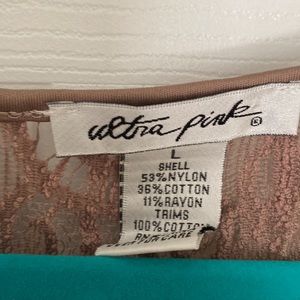 ultra pink ®
L
SHELL
53% NYLON
36% COTTON
11% RAYON
TRIMS
100% COTTON